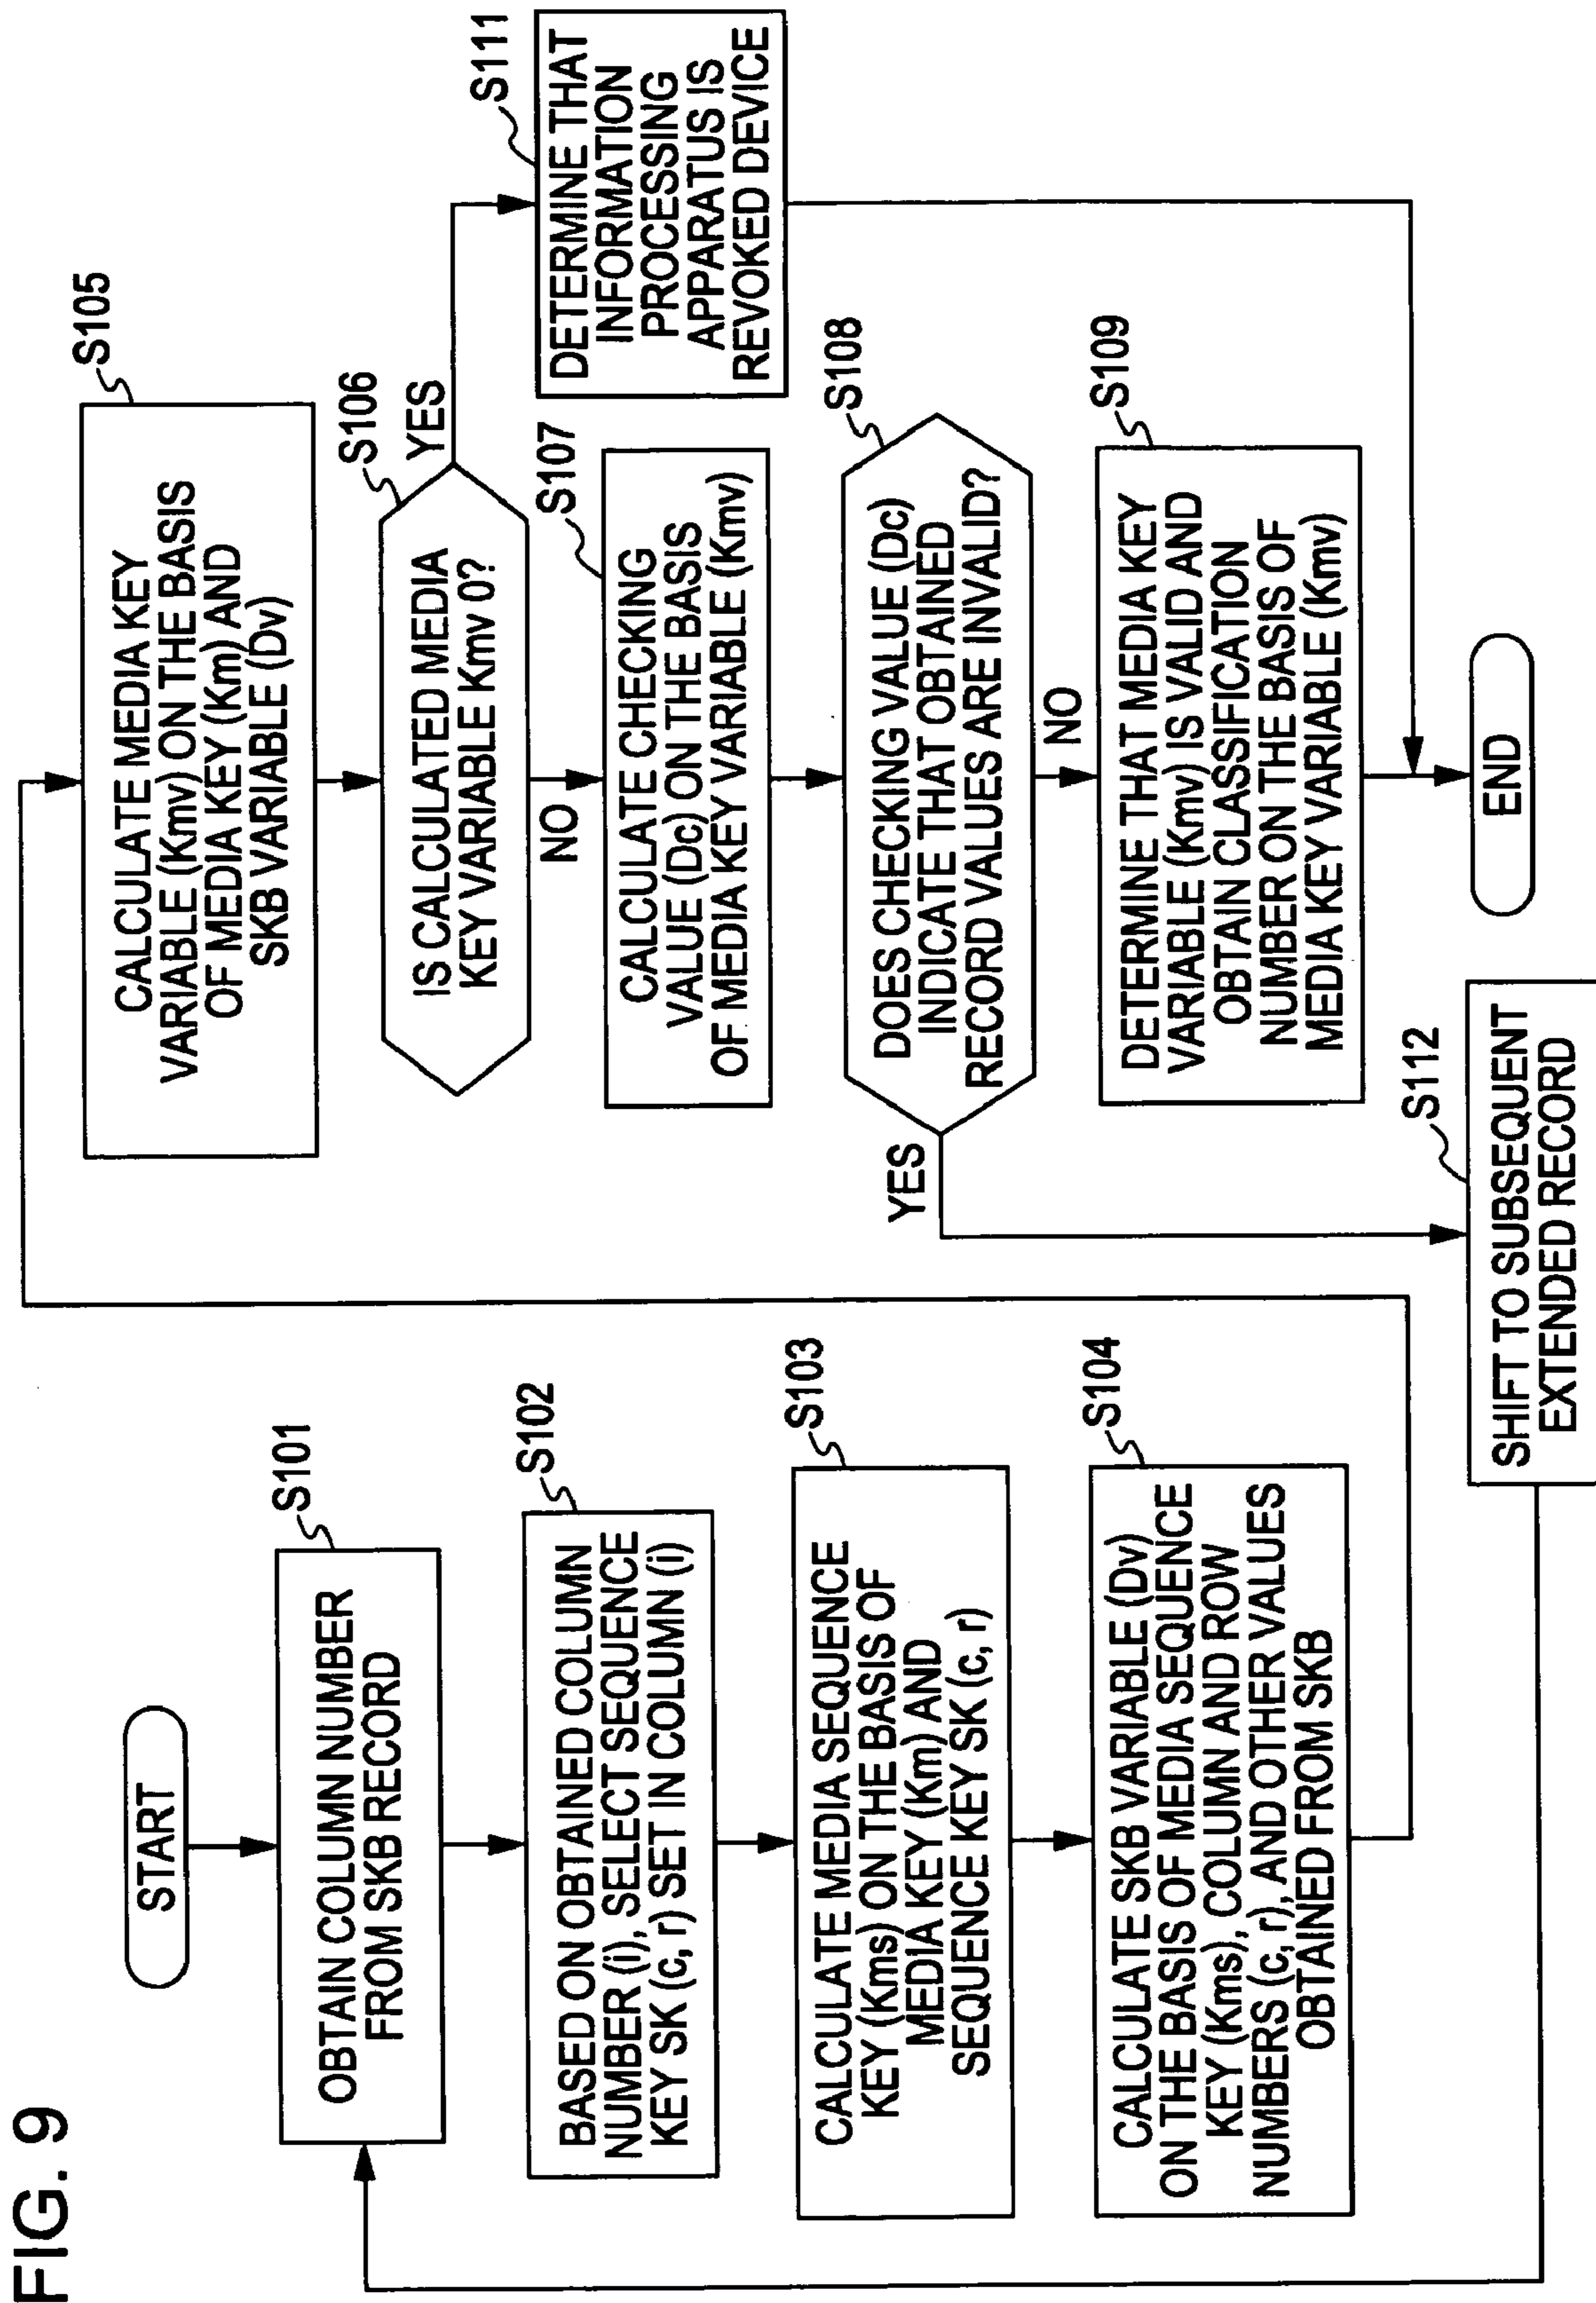 FIG. 9
START
S101
OBTAIN COLUMN NUMBER
FROM SKB RECORD
S102
BASED ON OBTAINED COLUMN
NUMBER (i), SELECT SEQUENCE
KEY SK (c, r) SET IN COLUMN (i)
S103
CALCULATE MEDIA SEQUENCE
KEY (Kms) ON THE BASIS OF
MEDIA KEY (Km) AND
SEQUENCE KEY SK (c, r)
S104
CALCULATE SKB VARIABLE (Dv)
ON THE BASIS OF MEDIA SEQUENCE
KEY (Kms), COLUMN AND ROW
NUMBERS (c, r), AND OTHER VALUES
OBTAINED FROM SKB
S105
CALCULATE MEDIA KEY
VARIABLE (Kmv) ON THE BASIS
OF MEDIA KEY (Km) AND
SKB VARIABLE (Dv)
S106
IS CALCULATED MEDIA
KEY VARIABLE Kmv 0?
YES
NO
S111
DETERMINE THAT
INFORMATION
PROCESSING
APPARATUS IS
REVOKED DEVICE
S107
CALCULATE CHECKING
VALUE (Dc) ON THE BASIS
OF MEDIA KEY VARIABLE (Kmv)
S108
DOES CHECKING VALUE (Dc)
INDICATE THAT OBTAINED
RECORD VALUES ARE INVALID?
YES
NO
S109
DETERMINE THAT MEDIA KEY
VARIABLE (Kmv) IS VALID AND
OBTAIN CLASSIFICATION
NUMBER ON THE BASIS OF
MEDIA KEY VARIABLE (Kmv)
S112
SHIFT TO SUBSEQUENT
EXTENDED RECORD
END